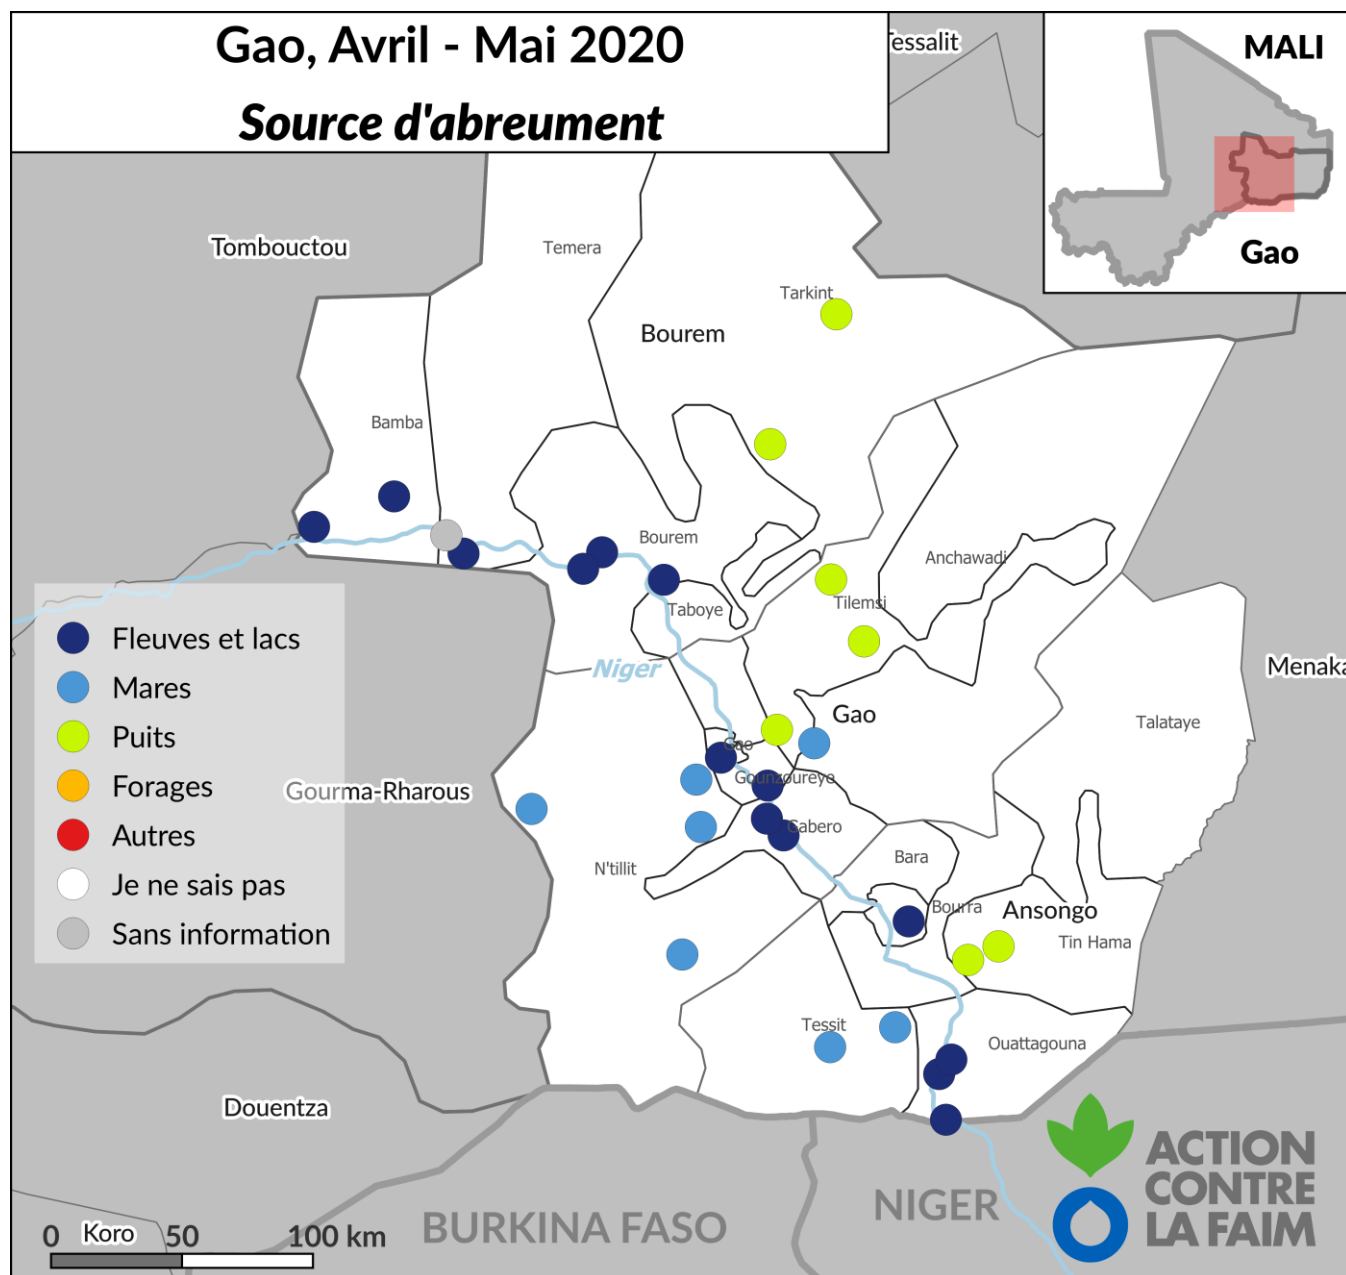 Gao, Avril - Mai 2020
Source d'abreument
Tessalit
MALI
Gao
Tombouctou
Temera
Tarkint
Bourem
Bamba
Bourem
Anchawadi
Taboye
Tilemsi
Niger
Menaka
Gao
Talataye
Gao
Gounzoureye
Gourma-Rharous
Gabero
N'tillit
Bara
Bourra
Ansongo
Tin Hama
Tessit
Ouattagouna
Douentza
Fleuves et lacs
Mares
Puits
Forages
Autres
Je ne sais pas
Sans information
0 50 100 km
Koro
BURKINA FASO
NIGER
ACTION
CONTRE
LA FAIM